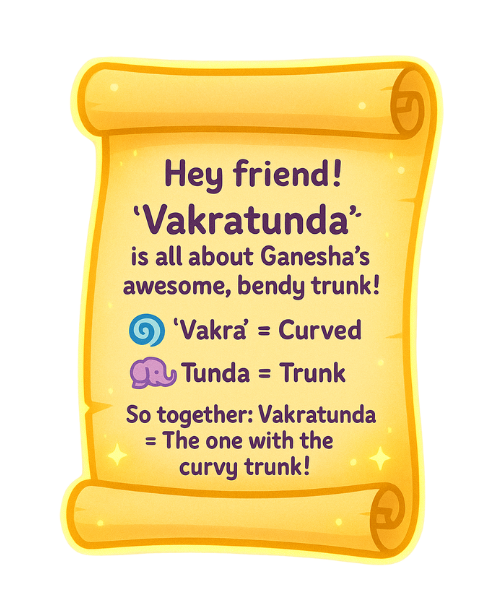 Hey friend!
‘Vakratunda’
is all about Ganesha’s
awesome, bendy trunk!
‘Vakra’ = Curved
Tunda = Trunk
So together: Vakratunda
= The one with the
curvy trunk!